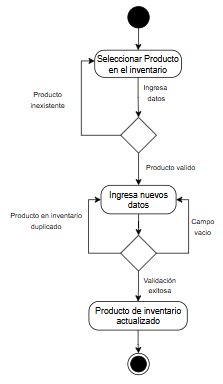 Seleccionar Producto
en el inventario
Producto
inexistente
Ingresa
datos
Producto valido
Ingresa nuevos
datos
Producto en inventario
duplicado
Campo
vacio
Validación
exitosa
Producto de inventario
actualizado